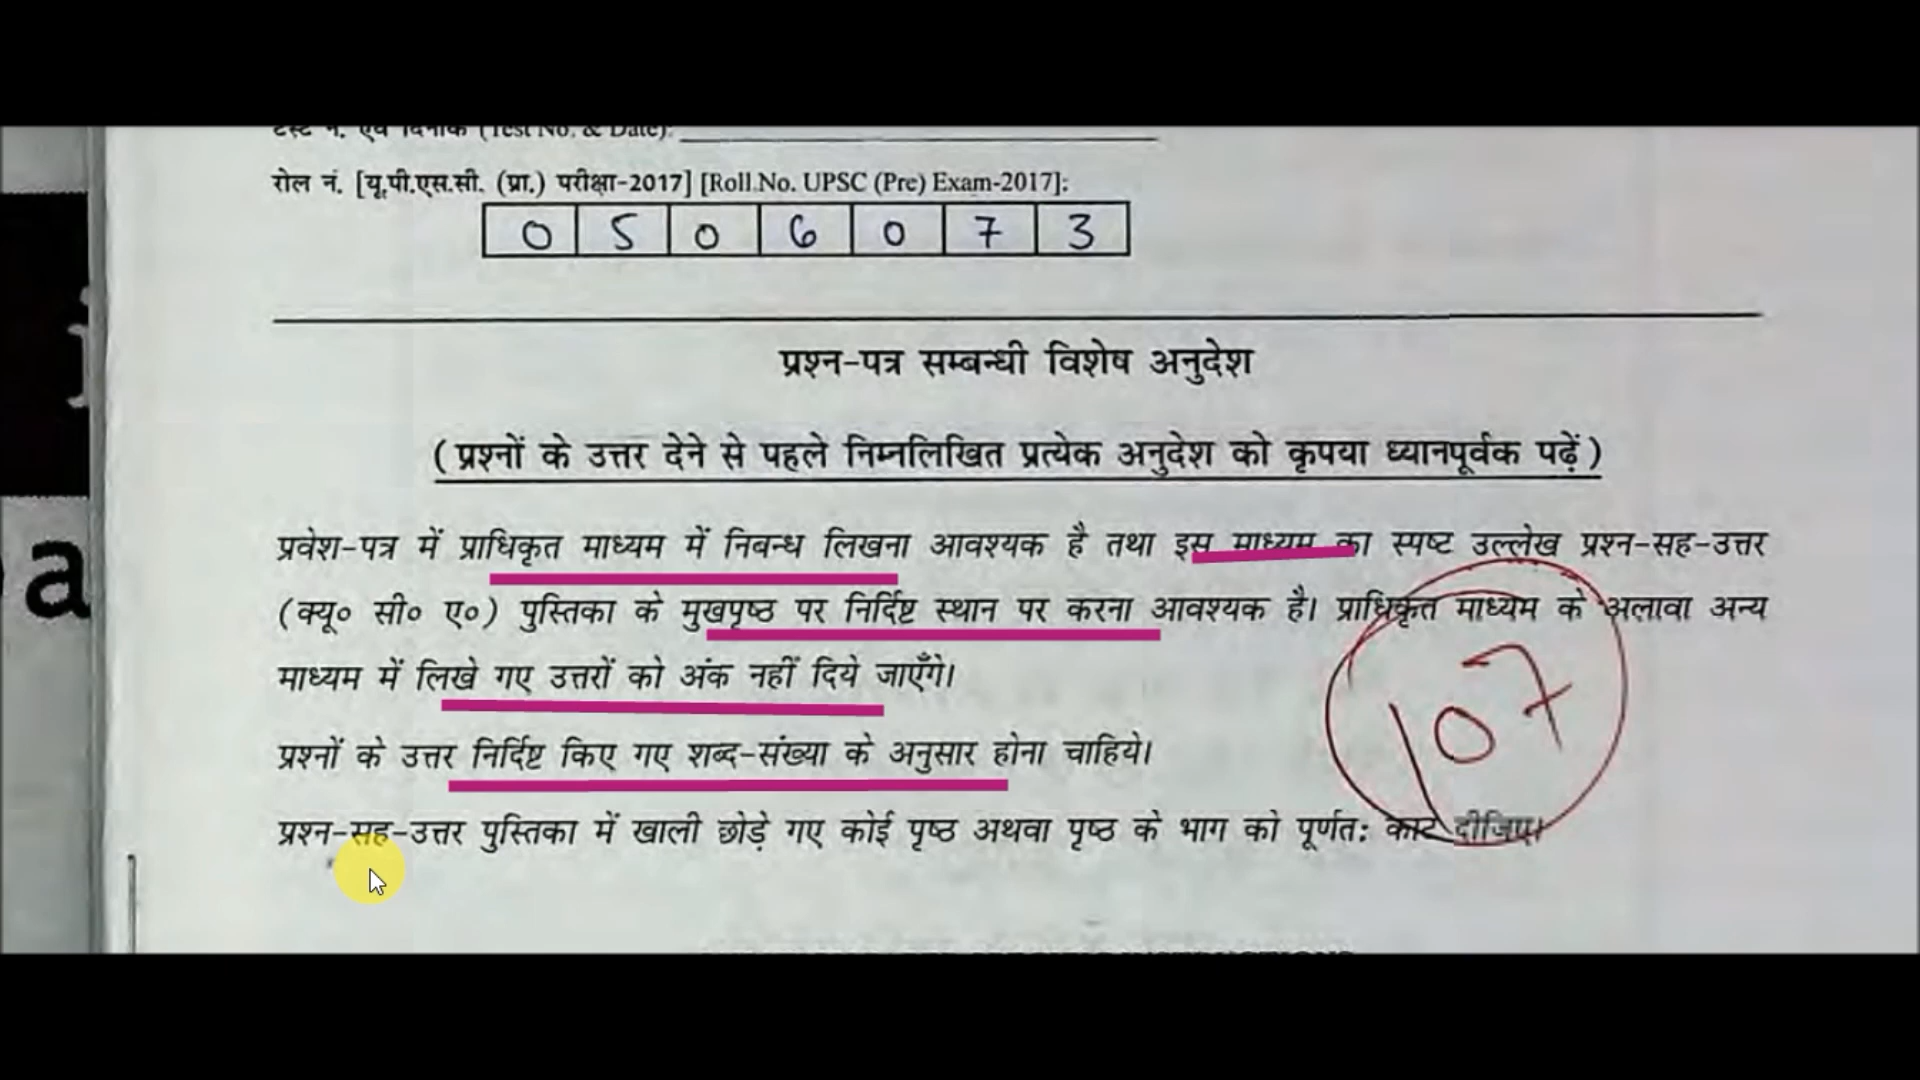 टेस्ट नं. एवं दिनांक (Test No. & Date):
रोल नं. [यू.पी.एस.सी. (प्रा.) परीक्षा-2017] [Roll.No. UPSC (Pre) Exam-2017]:
0 5 0 6 0 7 3
प्रश्न-पत्र सम्बन्धी विशेष अनुदेश
(प्रश्नों के उत्तर देने से पहले निम्नलिखित प्रत्येक अनुदेश को कृपया ध्यानपूर्वक पढ़ें)
प्रवेश-पत्र में प्राधिकृत माध्यम में निबन्ध लिखना आवश्यक है तथा इस माध्यम का स्पष्ट उल्लेख प्रश्न-सह-उत्तर
(क्यू० सी० ए०) पुस्तिका के मुखपृष्ठ पर निर्दिष्ट स्थान पर करना आवश्यक है। प्राधिकृत माध्यम के अलावा अन्य
माध्यम में लिखे गए उत्तरों को अंक नहीं दिये जाएँगे।
107
प्रश्नों के उत्तर निर्दिष्ट किए गए शब्द-संख्या के अनुसार होना चाहिये।
प्रश्न-सह-उत्तर पुस्तिका में खाली छोड़े गए कोई पृष्ठ अथवा पृष्ठ के भाग को पूर्णत: काट दीजिए।
a